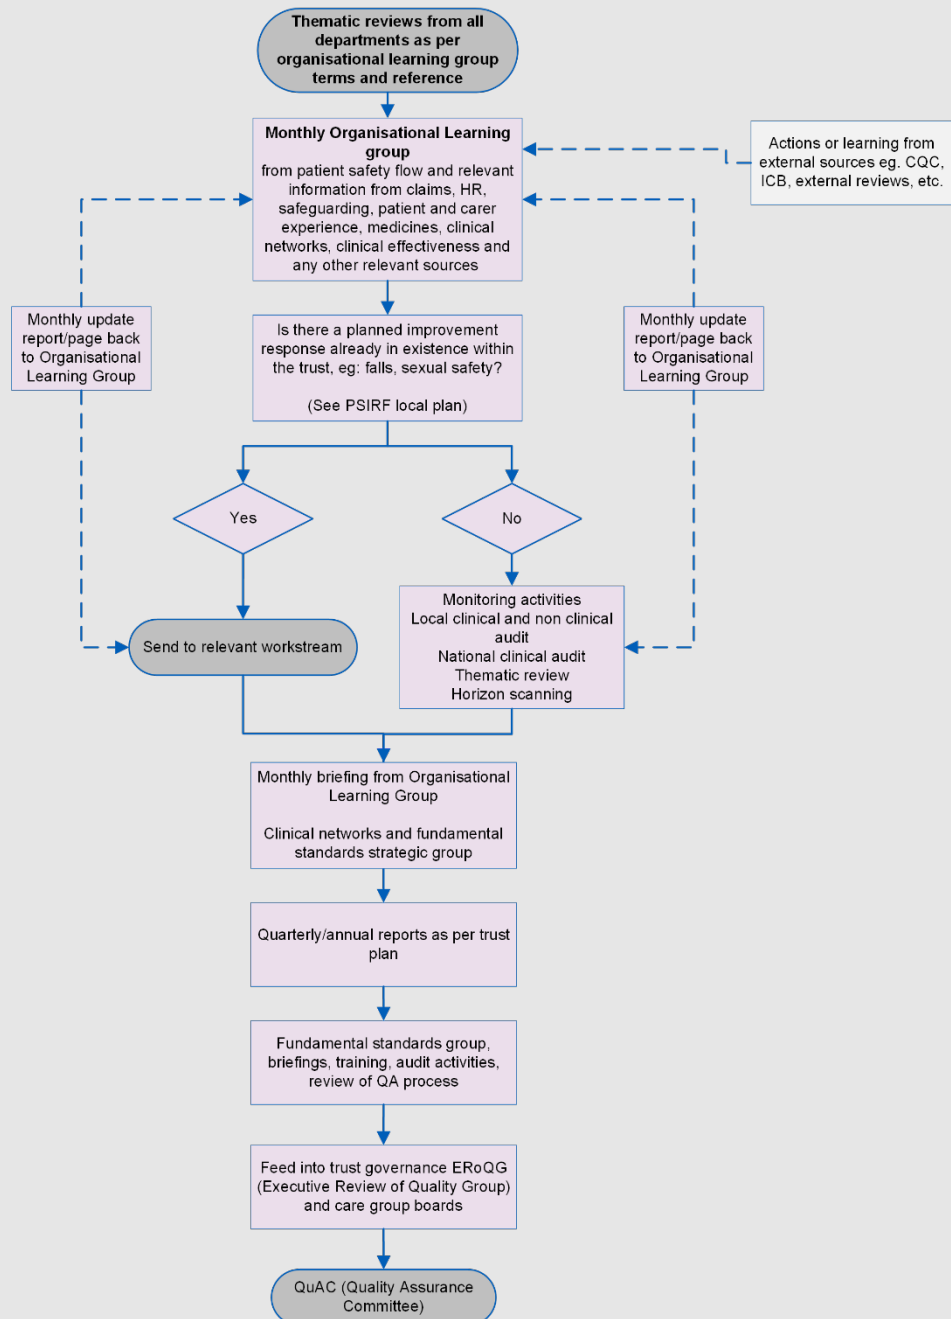 Thematic reviews from all
departments as per
organisational learning group
terms and reference
Monthly Organisational Learning
group
from patient safety flow and relevant
information from claims, HR,
safeguarding, patient and carer
experience, medicines, clinical
networks, clinical effectiveness and
any other relevant sources
Actions or learning from
external sources eg. CQC,
ICB, external reviews, etc.
Monthly update
report/page back
to Organisational
Learning Group
Is there a planned improvement
response already in existence within
the trust, eg: falls, sexual safety?
(See PSIRF local plan)
Monthly update
report/page back
to Organisational
Learning Group
Yes
No
Send to relevant workstream
Monitoring activities
Local clinical and non clinical
audit
National clinical audit
Thematic review
Horizon scanning
Monthly briefing from Organisational
Learning Group
Clinical networks and fundamental
standards strategic group
Quarterly/annual reports as per trust
plan
Fundamental standards group,
briefings, training, audit activities,
review of QA process
Feed into trust governance ERoQG
(Executive Review of Quality Group)
and care group boards
QuAC (Quality Assurance
Committee)